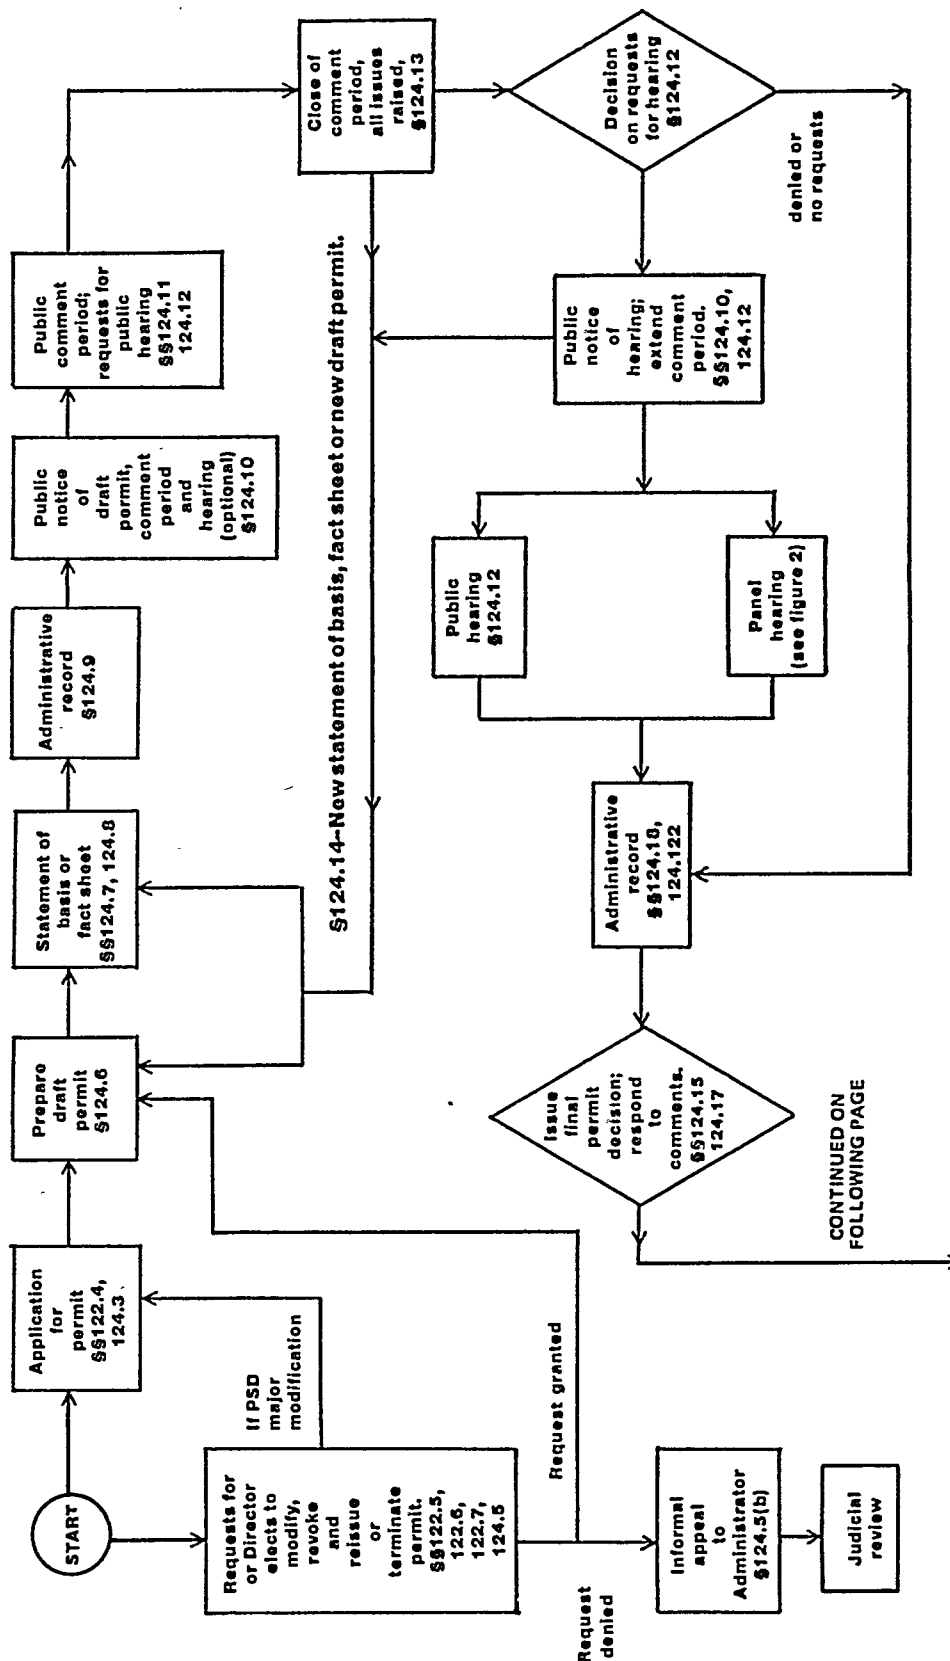 START
Application
for
permit
§§122.4,
124.3
Prepare
draft
permit
§124.6
Statement of
basis or
fact sheet
§§124.7, 124.8
Administrative
record
§124.9
Public
notice
of
draft
permit,
comment
period
and
hearing
(optional)
§124.10
Public
comment
period;
requests for
public
hearing
§§124.11
124.12
Close of
comment
period,
all issues
raised,
§124.13
Decision
on requests
for hearing
§124.12
denied or
no requests
§124.14–New statement of basis, fact sheet or new draft permit.
Public
notice
of
hearing;
extend
comment
period.
§§124.10,
124.12
Public
hearing
§124.12
Panel
hearing
(see figure 2)
Administrative
record
§§124.18,
124.122
Issue
final
permit
decision;
respond
to
comments.
§§124.15
124.17
CONTINUED ON
FOLLOWING PAGE
If PSD
major
modification
Requests for
or Director
elects to
modify,
revoke
and
reissue
or
terminate
permit.
§§122.5,
122.6,
122.7,
124.5
Request granted
Request
denied
Informal
appeal
to
Administrator
§124.5(b)
Judicial
review